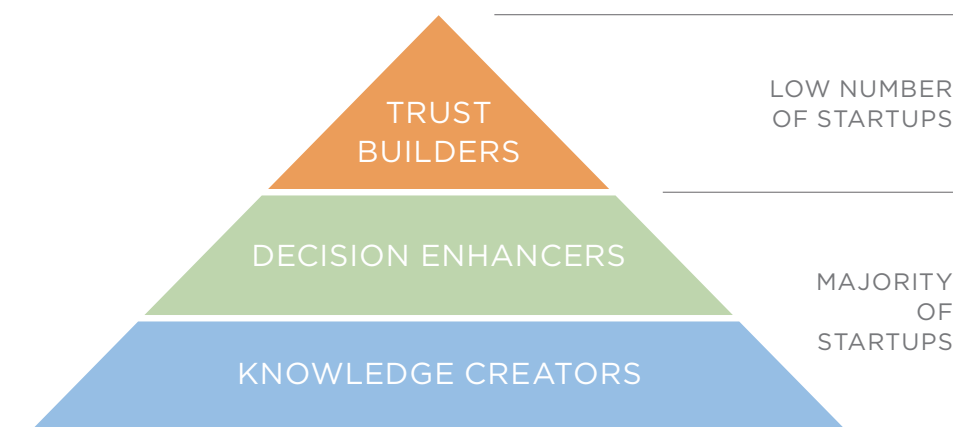 TRUST
BUILDERS
LOW NUMBER
OF STARTUPS
DECISION ENHANCERS
MAJORITY
OF
STARTUPS
KNOWLEDGE CREATORS